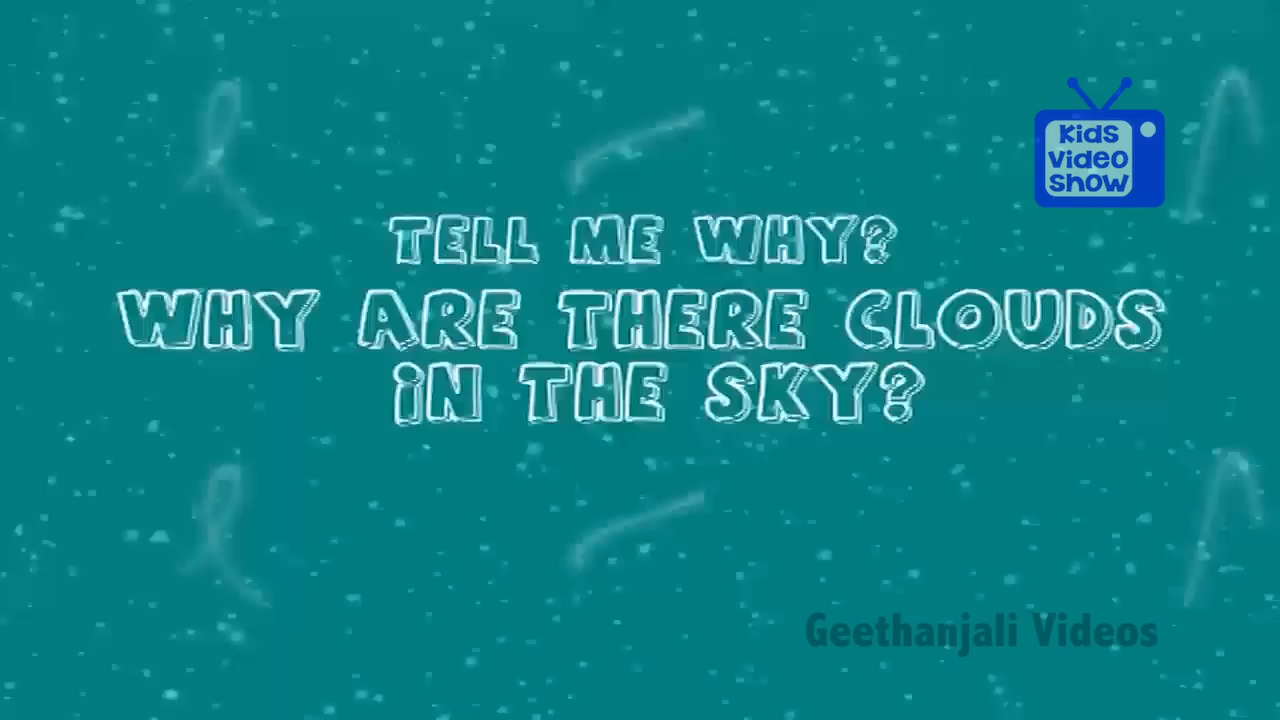 Kids
Video
Show
TELL ME WHY?
WHY ARE THERE CLOUDS
iN THE SKY?
Geethanjali Videos